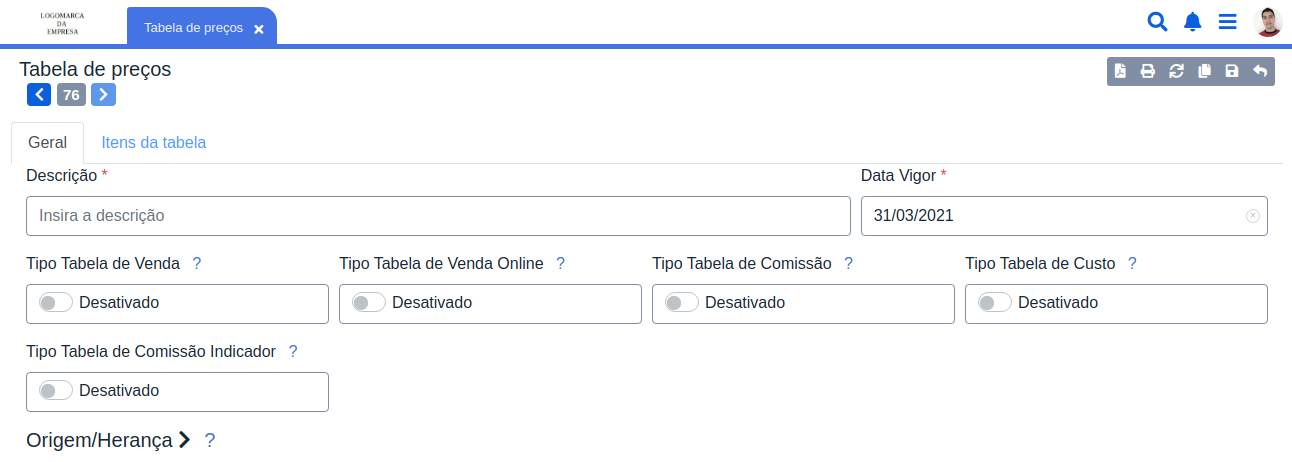 LOGOMARCA
DA
EMPRESA
Tabela de preços
Tabela de preços
76
Geral Itens da tabela
Descrição * Data Vigor *
Insira a descrição 31/03/2021
Tipo Tabela de Venda ? Tipo Tabela de Venda Online ? Tipo Tabela de Comissão ? Tipo Tabela de Custo ?
Desativado Desativado Desativado Desativado
Tipo Tabela de Comissão Indicador ?
Desativado
Origem/Herança ?